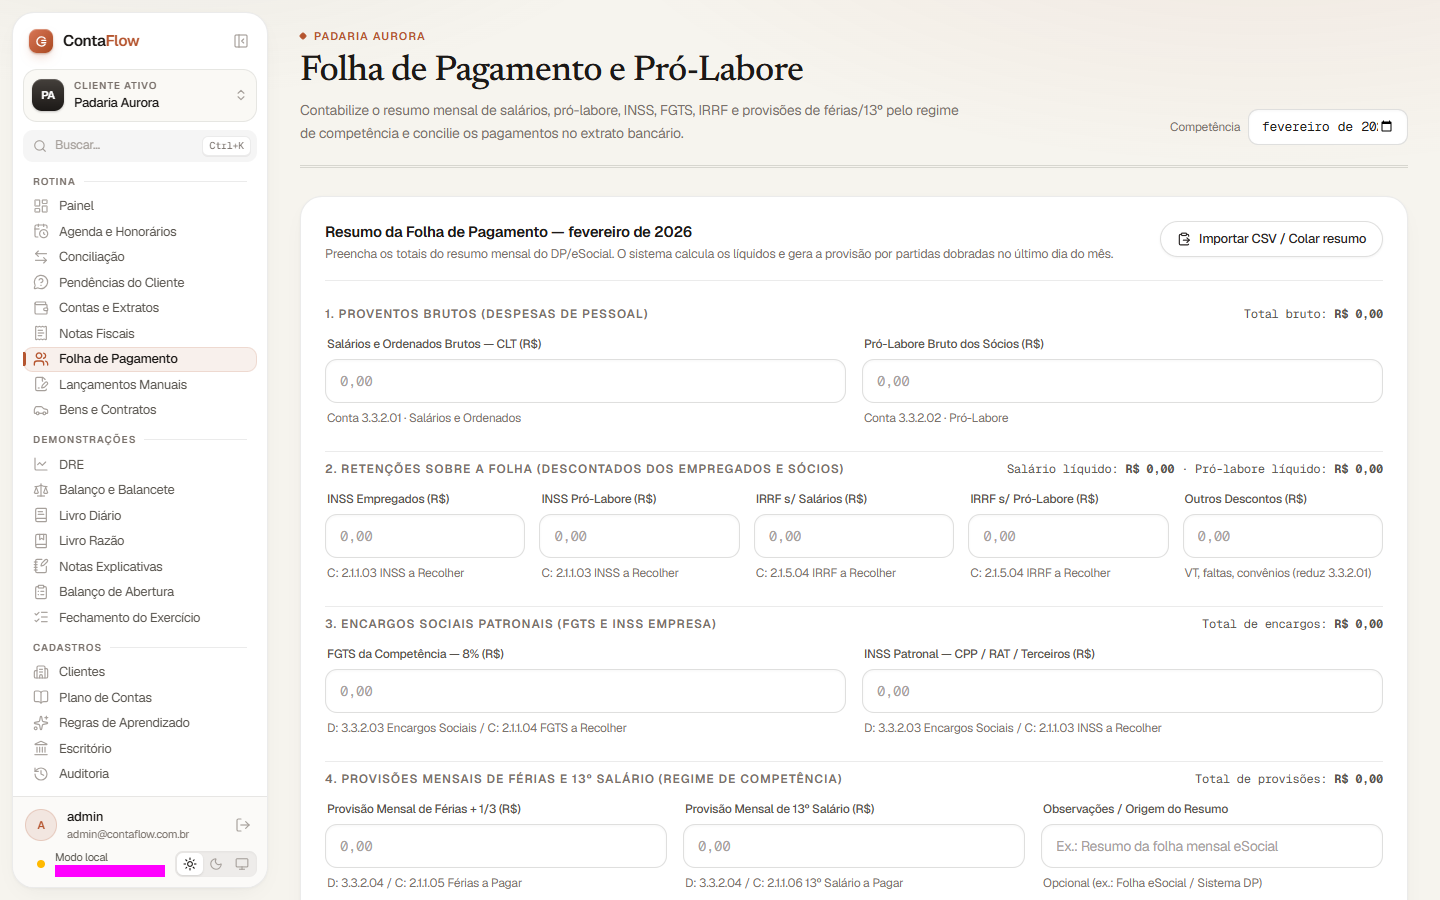 ContaFlow
PA
CLIENTE ATIVO
Padaria Aurora
Buscar...
Ctrl+K
ROTINA
Painel
Agenda e Honorários
Conciliação
Pendências do Cliente
Contas e Extratos
Notas Fiscais
Folha de Pagamento
Lançamentos Manuais
Bens e Contratos
DEMONSTRAÇÕES
DRE
Balanço e Balancete
Livro Diário
Livro Razão
Notas Explicativas
Balanço de Abertura
Fechamento do Exercício
CADASTROS
Clientes
Plano de Contas
Regras de Aprendizado
Escritório
Auditoria
A
admin
admin@contaflow.com.br
Modo local
PADARIA AURORA
Folha de Pagamento e Pró-Labore
Contabilize o resumo mensal de salários, pró-labore, INSS, FGTS, IRRF e provisões de férias/13º pelo regime
de competência e concilie os pagamentos no extrato bancário.
Competência
fevereiro de 20
Resumo da Folha de Pagamento — fevereiro de 2026
Preencha os totais do resumo mensal do DP/eSocial. O sistema calcula os líquidos e gera a provisão por partidas dobradas no último dia do mês.
Importar CSV / Colar resumo
1. PROVENTOS BRUTOS (DESPESAS DE PESSOAL)
Total bruto: R$ 0,00
Salários e Ordenados Brutos — CLT (R$)
Pró-Labore Bruto dos Sócios (R$)
0,00
0,00
Conta 3.3.2.01 · Salários e Ordenados
Conta 3.3.2.02 · Pró-Labore
2. RETENÇÕES SOBRE A FOLHA (DESCONTADOS DOS EMPREGADOS E SÓCIOS)
Salário líquido: R$ 0,00 · Pró-labore líquido: R$ 0,00
INSS Empregados (R$)
INSS Pró-Labore (R$)
IRRF s/ Salários (R$)
IRRF s/ Pró-Labore (R$)
Outros Descontos (R$)
0,00
0,00
0,00
0,00
0,00
C: 2.1.1.03 INSS a Recolher
C: 2.1.1.03 INSS a Recolher
C: 2.1.5.04 IRRF a Recolher
C: 2.1.5.04 IRRF a Recolher
VT, faltas, convênios (reduz 3.3.2.01)
3. ENCARGOS SOCIAIS PATRONAIS (FGTS E INSS EMPRESA)
Total de encargos: R$ 0,00
FGTS da Competência — 8% (R$)
INSS Patronal — CPP / RAT / Terceiros (R$)
0,00
0,00
D: 3.3.2.03 Encargos Sociais / C: 2.1.1.04 FGTS a Recolher
D: 3.3.2.03 Encargos Sociais / C: 2.1.1.03 INSS a Recolher
4. PROVISÕES MENSAIS DE FÉRIAS E 13º SALÁRIO (REGIME DE COMPETÊNCIA)
Total de provisões: R$ 0,00
Provisão Mensal de Férias + 1/3 (R$)
Provisão Mensal de 13º Salário (R$)
Observações / Origem do Resumo
0,00
0,00
Ex.: Resumo da folha mensal eSocial
D: 3.3.2.04 / C: 2.1.1.05 Férias a Pagar
D: 3.3.2.04 / C: 2.1.1.06 13º Salário a Pagar
Opcional (ex.: Folha eSocial / Sistema DP)